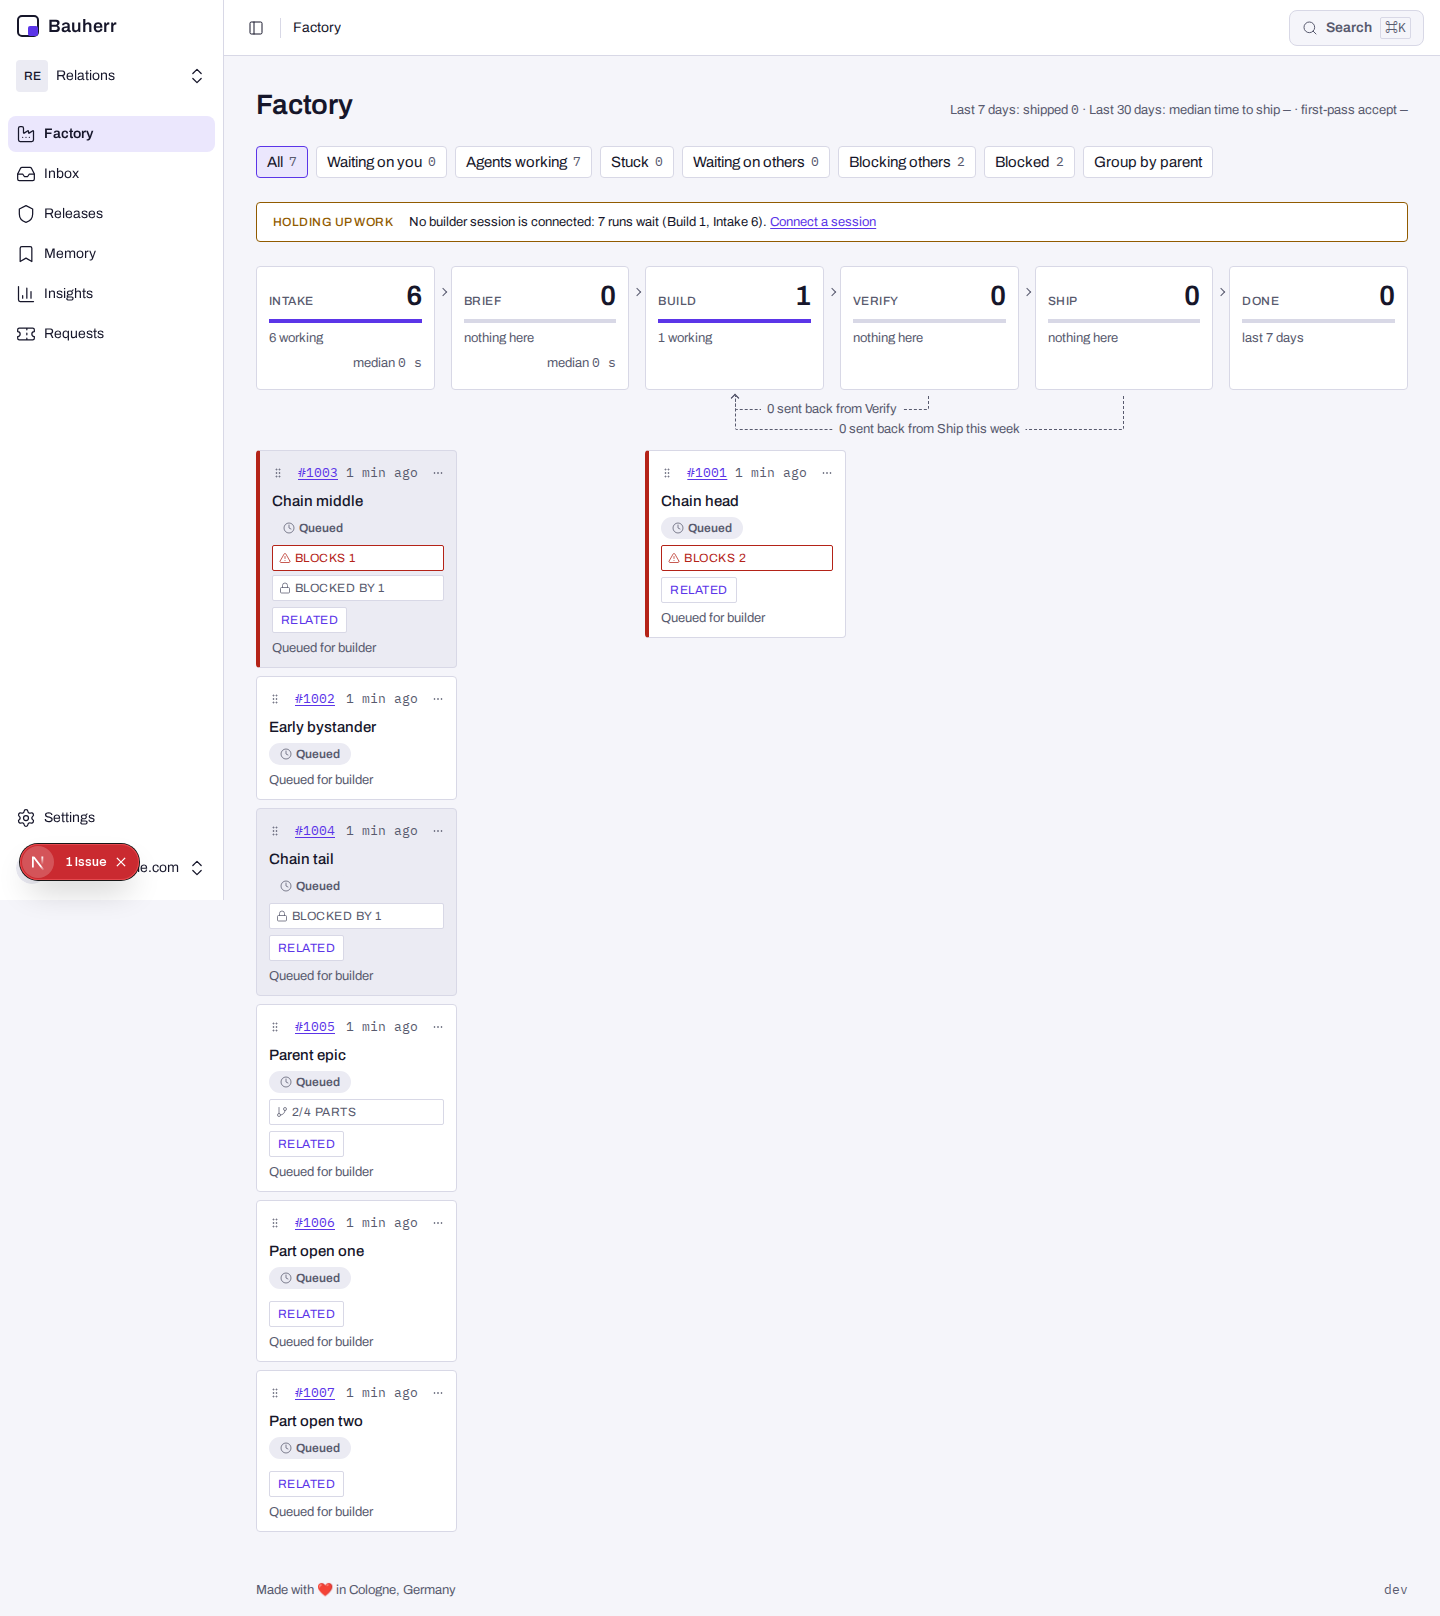 Bauherr
RE Relations
Factory
Inbox
Releases
Memory
Insights
Requests
Settings
1 Issue
le.com
Factory
Search ⌘K
Factory
Last 7 days: shipped 0 · Last 30 days: median time to ship – · first-pass accept –
All 7
Waiting on you 0
Agents working 7
Stuck 0
Waiting on others 0
Blocking others 2
Blocked 2
Group by parent
HOLDING UP WORK No builder session is connected: 7 runs wait (Build 1, Intake 6). Connect a session
INTAKE 6
6 working
median 0 s
BRIEF 0
nothing here
median 0 s
BUILD 1
1 working
VERIFY 0
nothing here
SHIP 0
nothing here
DONE 0
last 7 days
0 sent back from Verify
0 sent back from Ship this week
#1003 1 min ago ···
Chain middle
Queued
BLOCKS 1
BLOCKED BY 1
RELATED
Queued for builder
#1002 1 min ago ···
Early bystander
Queued
Queued for builder
#1004 1 min ago ···
Chain tail
Queued
BLOCKED BY 1
RELATED
Queued for builder
#1005 1 min ago ···
Parent epic
Queued
2/4 PARTS
RELATED
Queued for builder
#1006 1 min ago ···
Part open one
Queued
RELATED
Queued for builder
#1007 1 min ago ···
Part open two
Queued
RELATED
Queued for builder
#1001 1 min ago ···
Chain head
Queued
BLOCKS 2
RELATED
Queued for builder
Made with ❤️ in Cologne, Germany
dev